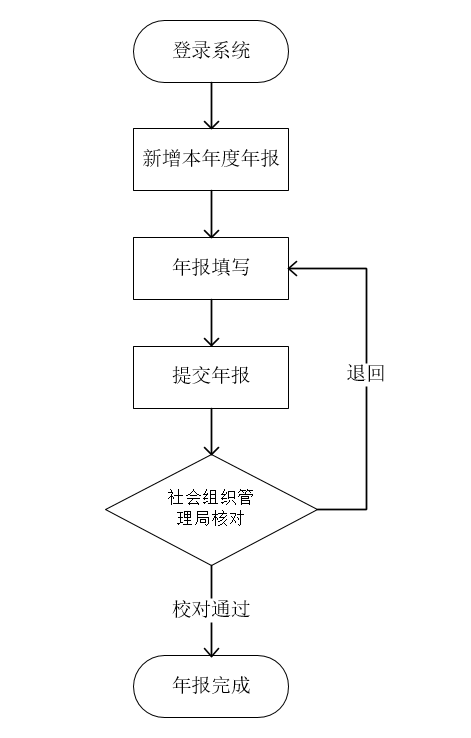 登录系统
新增本年度年报
年报填写
退回
提交年报
社会组织管
理局核对
校对通过
年报完成